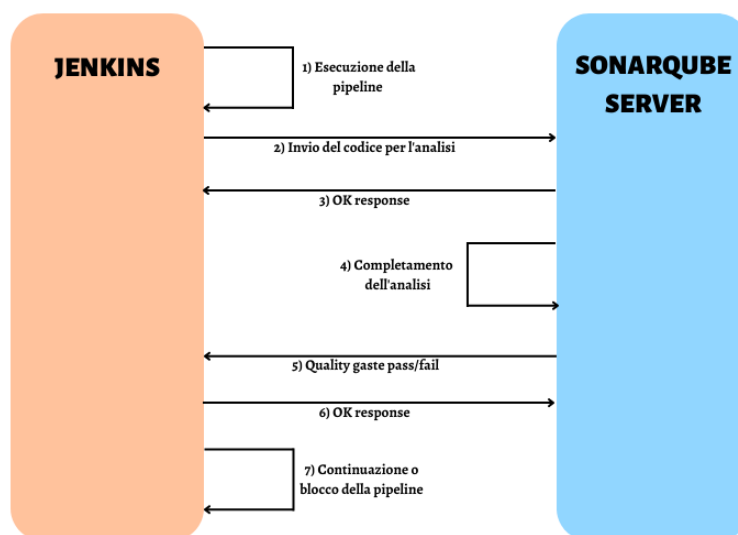 JENKINS
SONARQUBE
SERVER
1) Esecuzione della
pipeline
2) Invio del codice per l'analisi
3) OK response
4) Completamento
dell'analisi
5) Quality gaste pass/fail
6) OK response
7) Continuazione o
blocco della pipeline